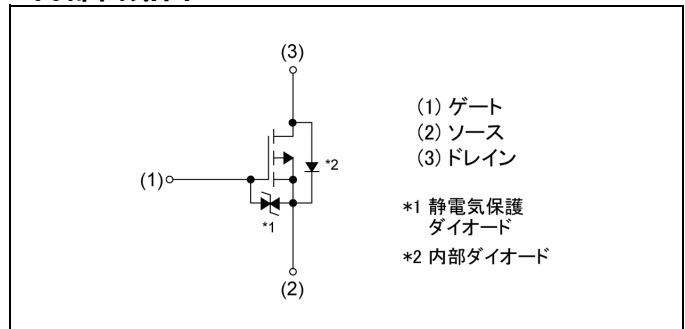 (3)
(1) ゲート
(2) ソース
(3) ドレイン
*2
(1)
*1 静電気保護
ダイオード
*1
*2 内部ダイオード
(2)